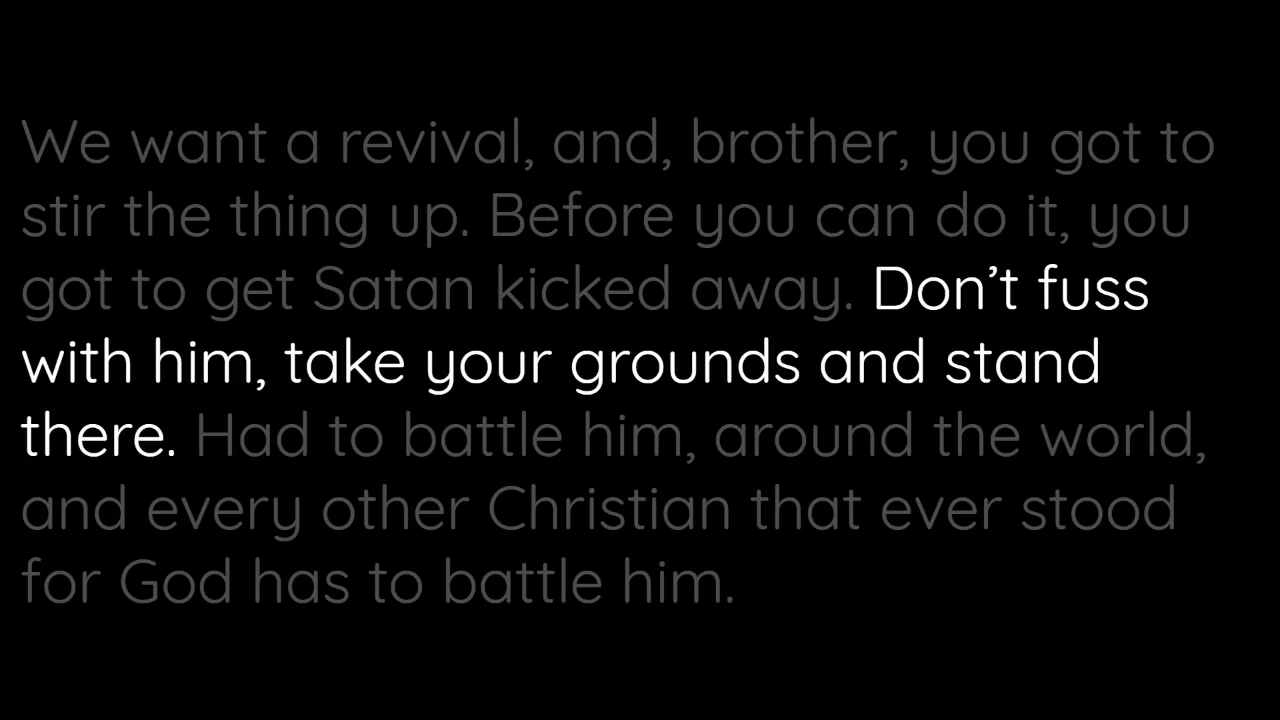 We want a revival, and, brother, you got to
stir the thing up. Before you can do it, you
got to get Satan kicked away. Don’t fuss
with him, take your grounds and stand
there. Had to battle him, around the world,
and every other Christian that ever stood
for God has to battle him.